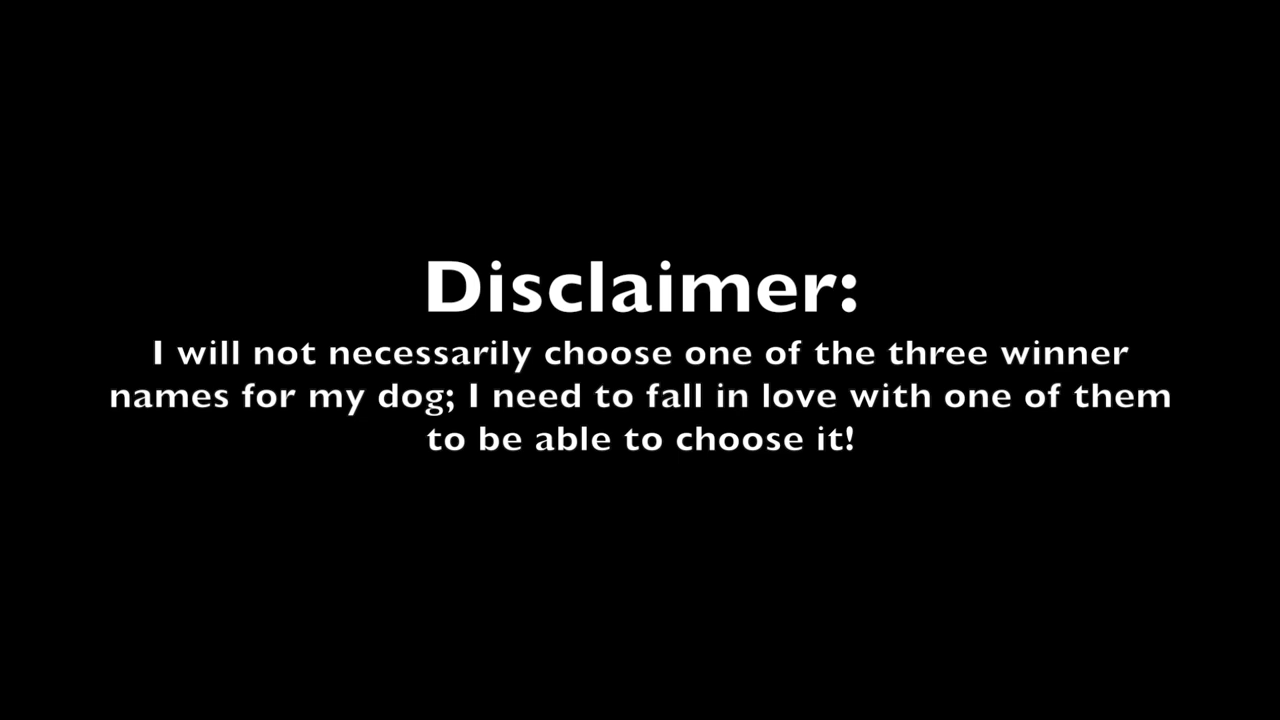 Disclaimer:
I will not necessarily choose one of the three winner
names for my dog; I need to fall in love with one of them
to be able to choose it!